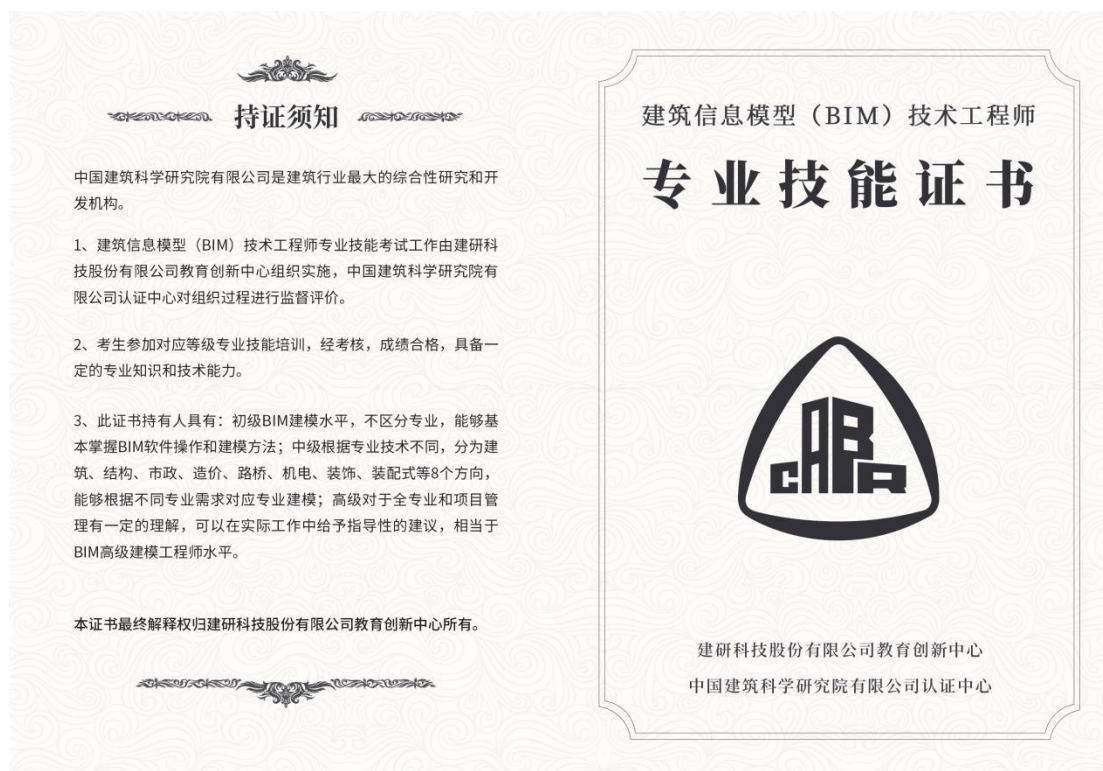 持证须知
中国建筑科学研究院有限公司是建筑行业最大的综合性研究和开
发机构。
1、建筑信息模型（BIM）技术工程师专业技能考试工作由建研科
技股份有限公司教育创新中心组织实施，中国建筑科学研究院有
限公司认证中心对组织过程进行监督评价。
2、考生参加对应等级专业技能培训，经考核，成绩合格，具备一
定的专业知识和技术能力。
3、此证书持有人具有：初级BIM建模水平，不区分专业，能够基
本掌握BIM软件操作和建模方法；中级根据专业技术不同，分为建
筑、结构、市政、造价、路桥、机电、装饰、装配式等8个方向，
能够根据不同专业需求对应专业建模；高级对于全专业和项目管
理有一定的理解，可以在实际工作中给予指导性的建议，相当于
BIM高级建模工程师水平。
本证书最终解释权归建研科技股份有限公司教育创新中心所有。
建筑信息模型（BIM）技术工程师
专业技能证书
CABR
建研科技股份有限公司教育创新中心
中国建筑科学研究院有限公司认证中心